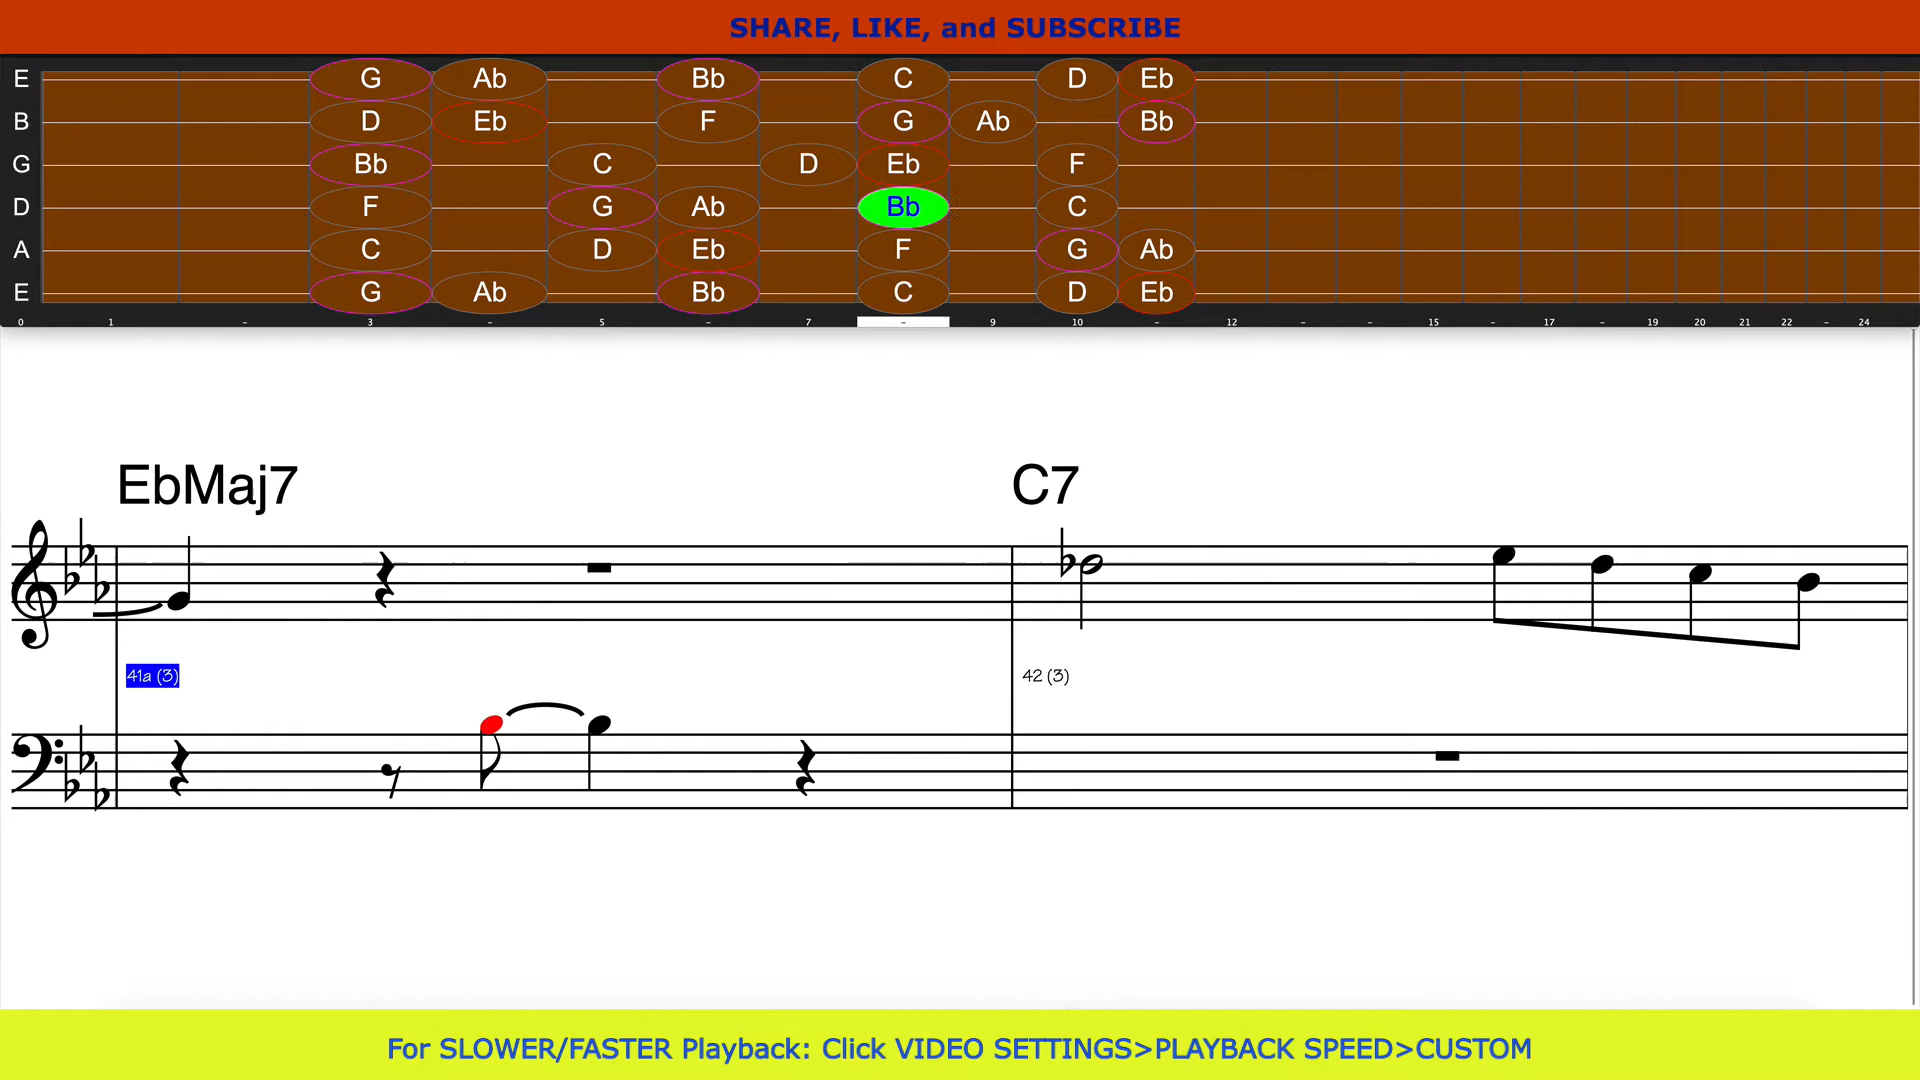 SHARE, LIKE, and SUBSCRIBE
E G Ab Bb C D Eb
B D Eb F G Ab Bb
G Bb C D Eb F
D F G Ab Bb C
A C D Eb F G Ab
E G Ab Bb C D Eb
0 1 - 3 - 5 - 7 - 9 10 - 12 - - 15 - 17 - 19 20 21 22 - 24
EbMaj7 C7
41a (3) 42 (3)
For SLOWER/FASTER Playback: Click VIDEO SETTINGS>PLAYBACK SPEED>CUSTOM